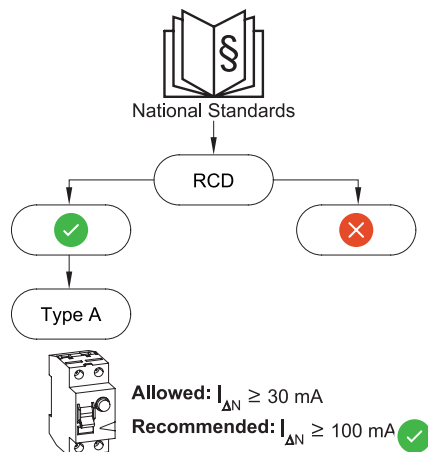 §
National Standards
RCD
Type A
Allowed: IΔN ≥ 30 mA
Recommended: IΔN ≥ 100 mA